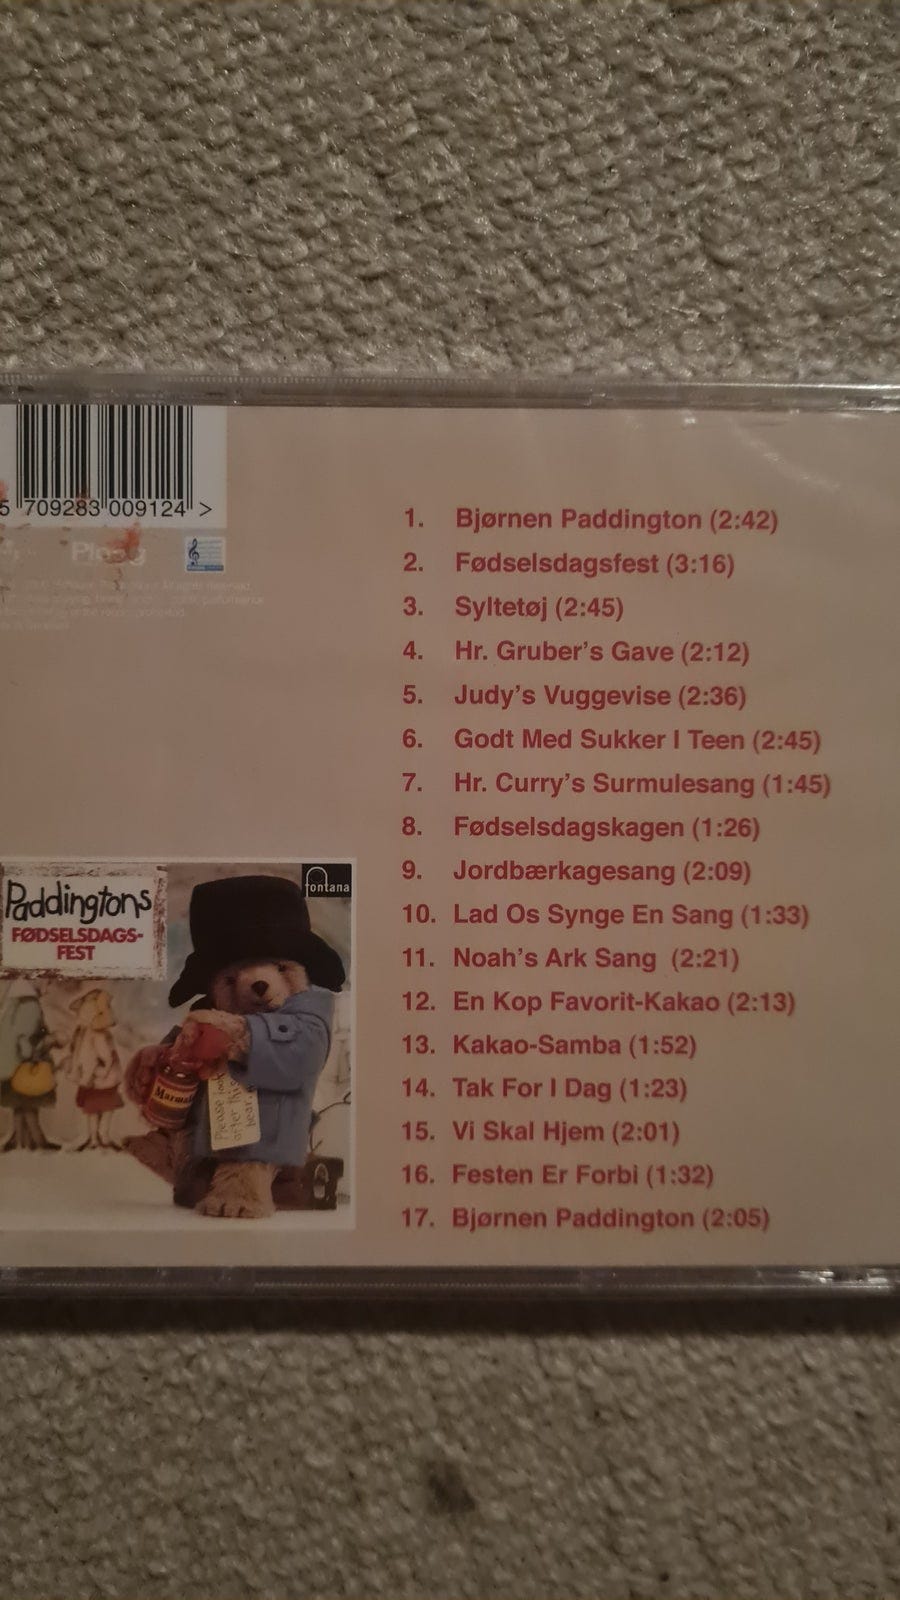 5 709283 009124 >
1. Bjørnen Paddington (2:42)
2. Fødselsdagsfest (3:16)
3. Syltetøj (2:45)
4. Hr. Gruber's Gave (2:12)
5. Judy's Vuggevise (2:36)
6. Godt Med Sukker I Teen (2:45)
7. Hr. Curry's Surmulesang (1:45)
8. Fødselsdagskagen (1:26)
9. Jordbærkagesang (2:09)
10. Lad Os Synge En Sang (1:33)
11. Noah's Ark Sang (2:21)
12. En Kop Favorit-Kakao (2:13)
13. Kakao-Samba (1:52)
14. Tak For I Dag (1:23)
15. Vi Skal Hjem (2:01)
16. Festen Er Forbi (1:32)
17. Bjørnen Paddington (2:05)
Paddingtons
FØDSELSDAGS-
FEST
fontana
Please look
after this
bear.